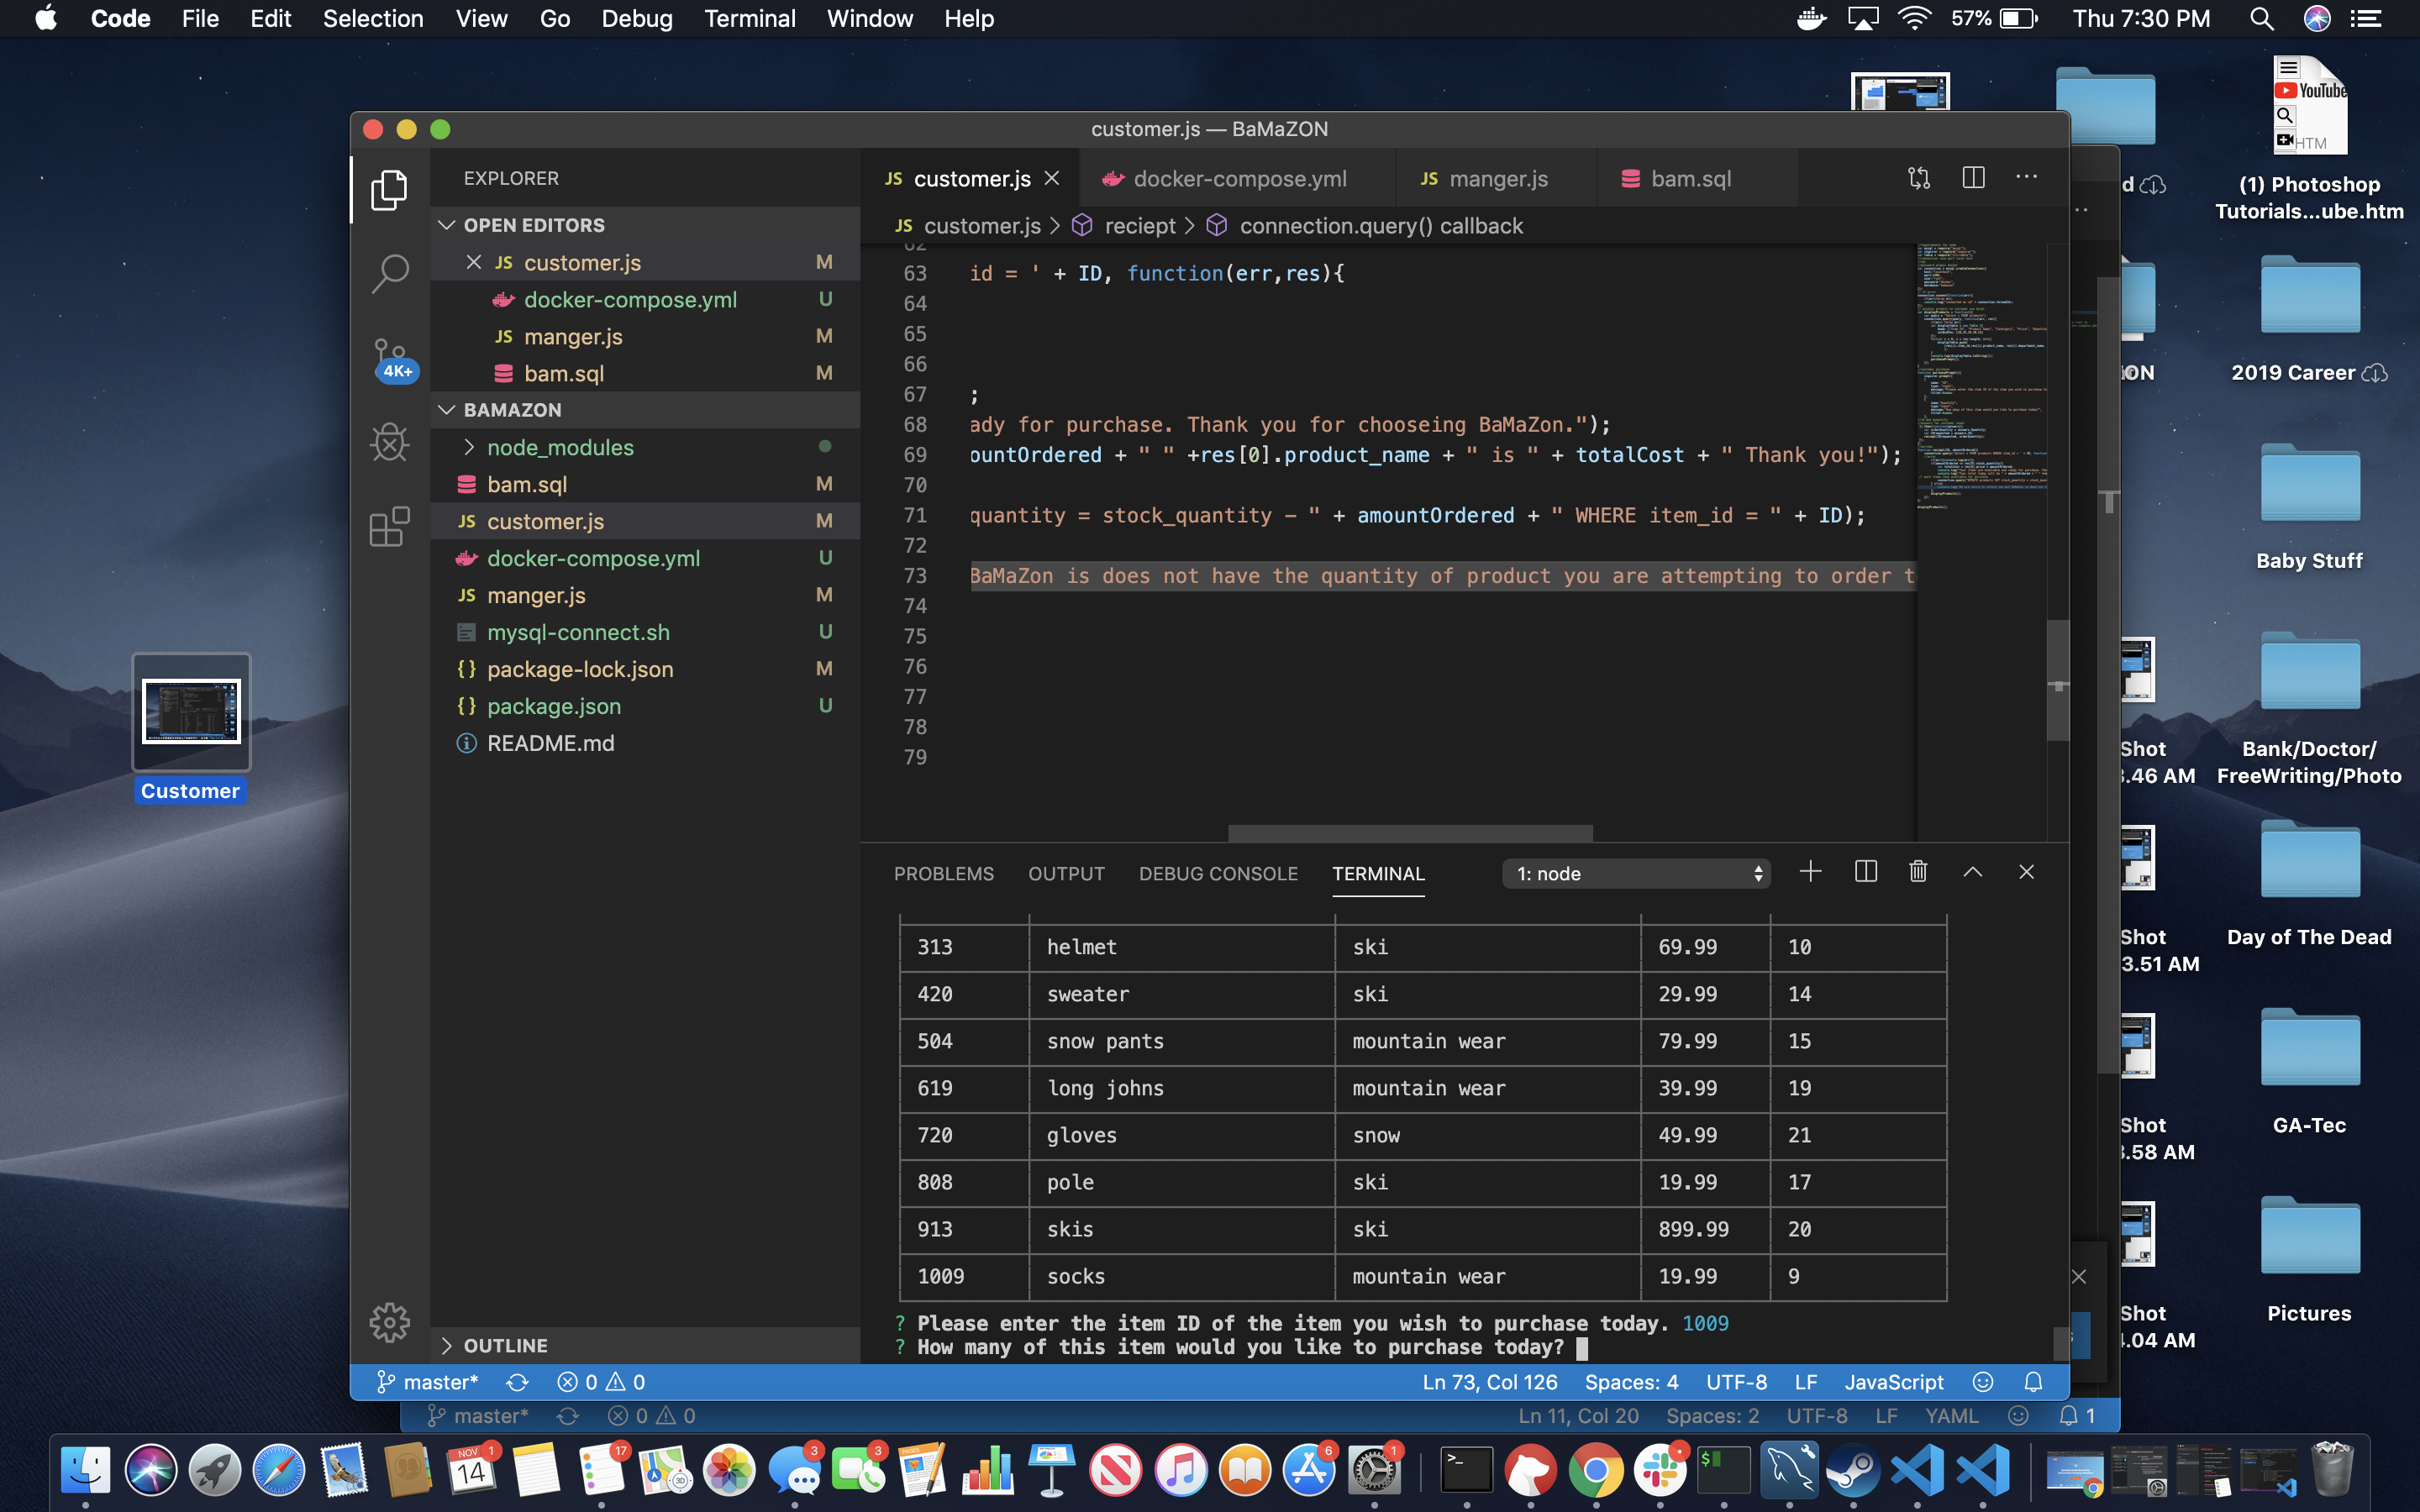 Code File Edit Selection View Go Debug Terminal Window Help 57% Thu 7:30 PM
customer.js — BaMaZON
EXPLORER
OPEN EDITORS
JS customer.js M
docker-compose.yml U
JS manger.js M
bam.sql M
4K+
BAMAZON
node_modules
bam.sql M
JS customer.js M
docker-compose.yml U
JS manger.js M
mysql-connect.sh U
{} package-lock.json M
{} package.json U
README.md
OUTLINE
JS customer.js docker-compose.yml JS manger.js bam.sql
JS customer.js > reciept > connection.query() callback
62
63 id = ' + ID, function(err,res){
64
65
66
67 ;
68 ady for purchase. Thank you for chooseing BaMaZon.");
69 ountOrdered + " " +res[0].product_name + " is " + totalCost + " Thank you!");
70
71 quantity = stock_quantity - " + amountOrdered + " WHERE item_id = " + ID);
72
73 BaMaZon is does not have the quantity of product you are attempting to order t
74
75
76
77
78
79
PROBLEMS OUTPUT DEBUG CONSOLE TERMINAL 1: node
313 helmet ski 69.99 10
420 sweater ski 29.99 14
504 snow pants mountain wear 79.99 15
619 long johns mountain wear 39.99 19
720 gloves snow 49.99 21
808 pole ski 19.99 17
913 skis ski 899.99 20
1009 socks mountain wear 19.99 9
? Please enter the item ID of the item you wish to purchase today. 1009
? How many of this item would you like to purchase today?
master* 0 0 Ln 73, Col 126 Spaces: 4 UTF-8 LF JavaScript
master* 0 0 Ln 11, Col 20 Spaces: 2 UTF-8 LF YAML 1
Customer
YouTube
HTM
(1) Photoshop
Tutorials...ube.htm
2019 Career
Baby Stuff
Shot
.46 AM
Bank/Doctor/
FreeWriting/Photo
Shot
3.51 AM
Day of The Dead
Shot
.58 AM
GA-Tec
Shot
.04 AM
Pictures
NOV
14
1
17
3D
3
3
PAGES
6
1
>_
$